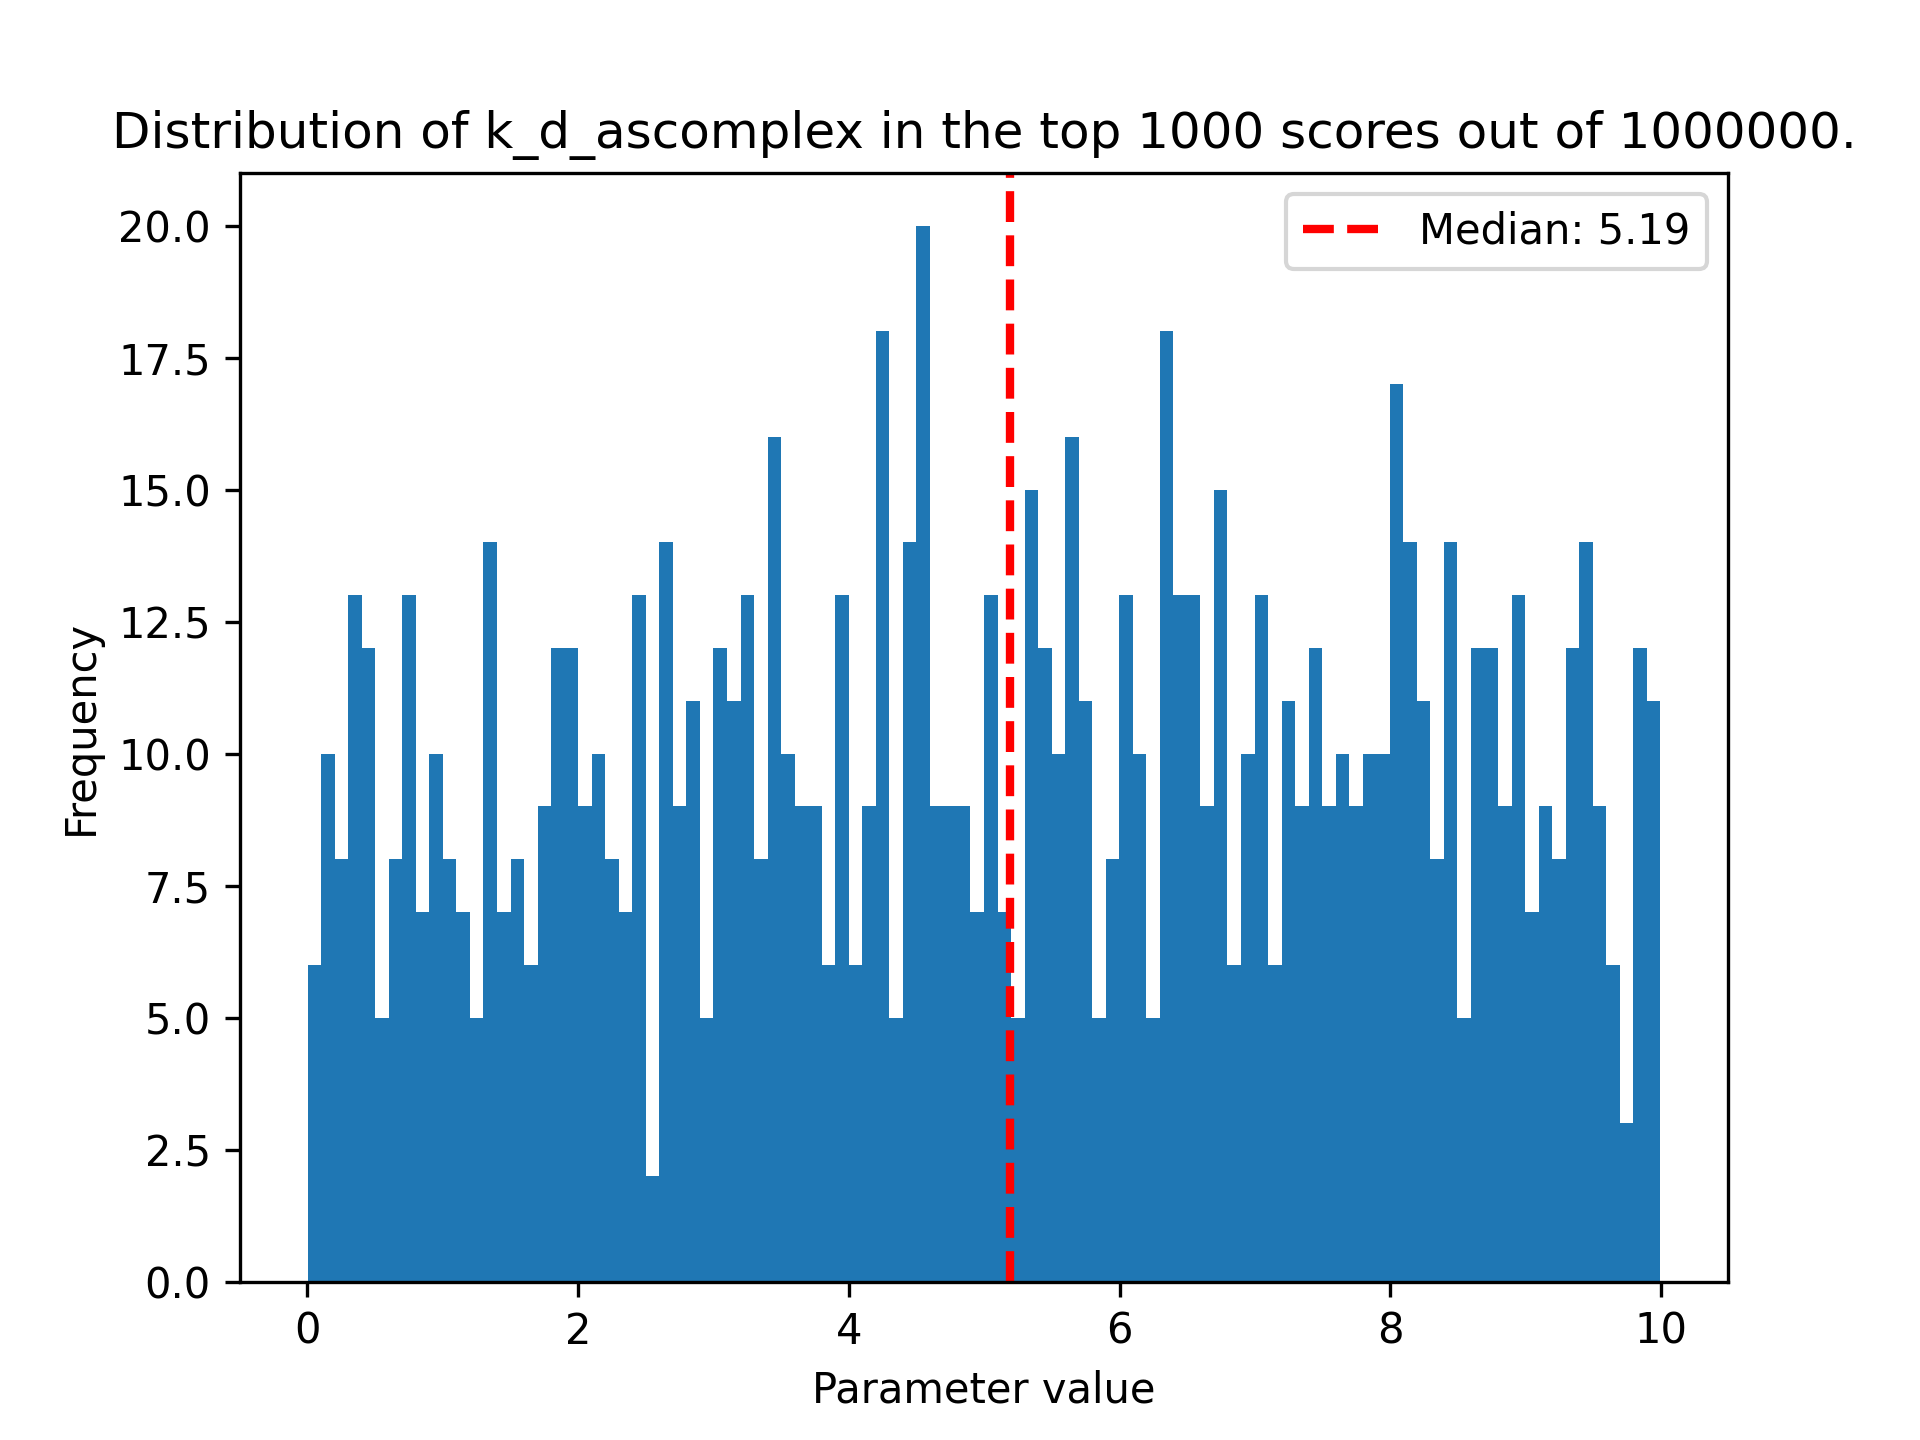 Distribution of k_d_ascomplex in the top 1000 scores out of 1000000.
Median: 5.19
Frequency
20.0
17.5
15.0
12.5
10.0
7.5
5.0
2.5
0.0
0 2 4 6 8 10
Parameter value